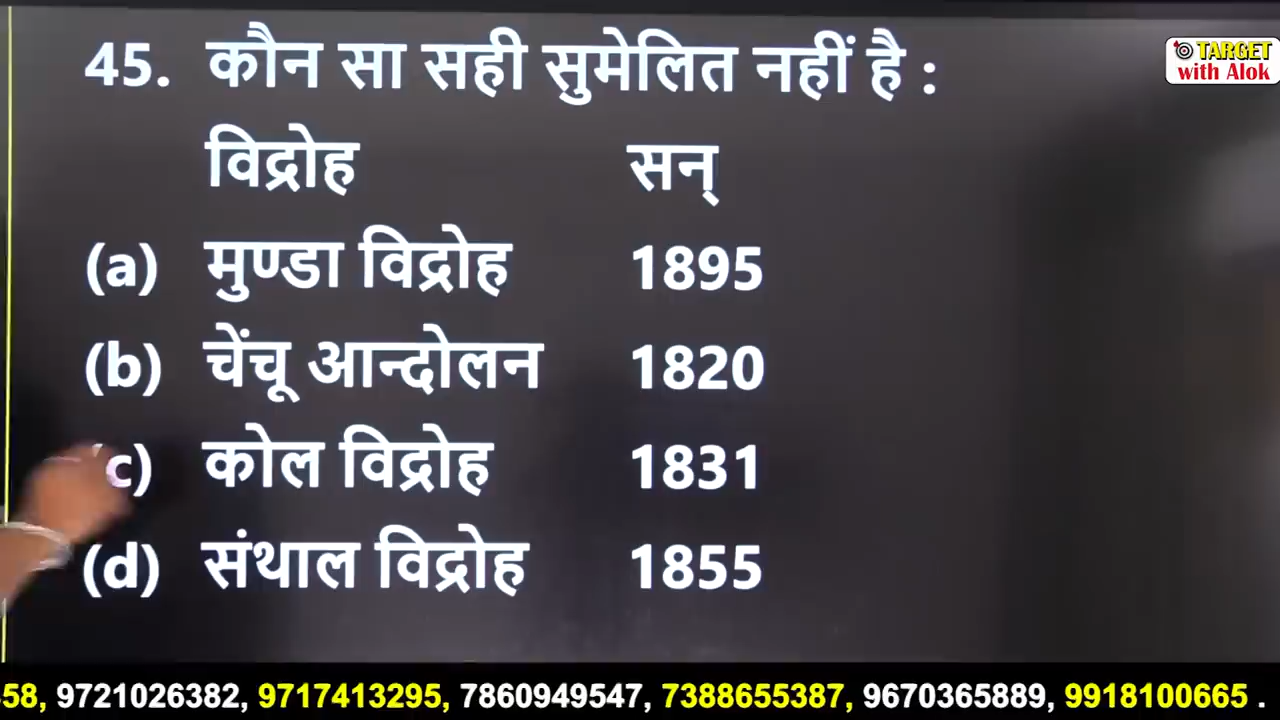 45. कौन सा सही सुमेलित नहीं है :
TARGET
with Alok
विद्रोह सन्
(a) मुण्डा विद्रोह 1895
(b) चेंचू आन्दोलन 1820
(c) कोल विद्रोह 1831
(d) संथाल विद्रोह 1855
58, 9721026382, 9717413295, 7860949547, 7388655387, 9670365889, 9918100665 .